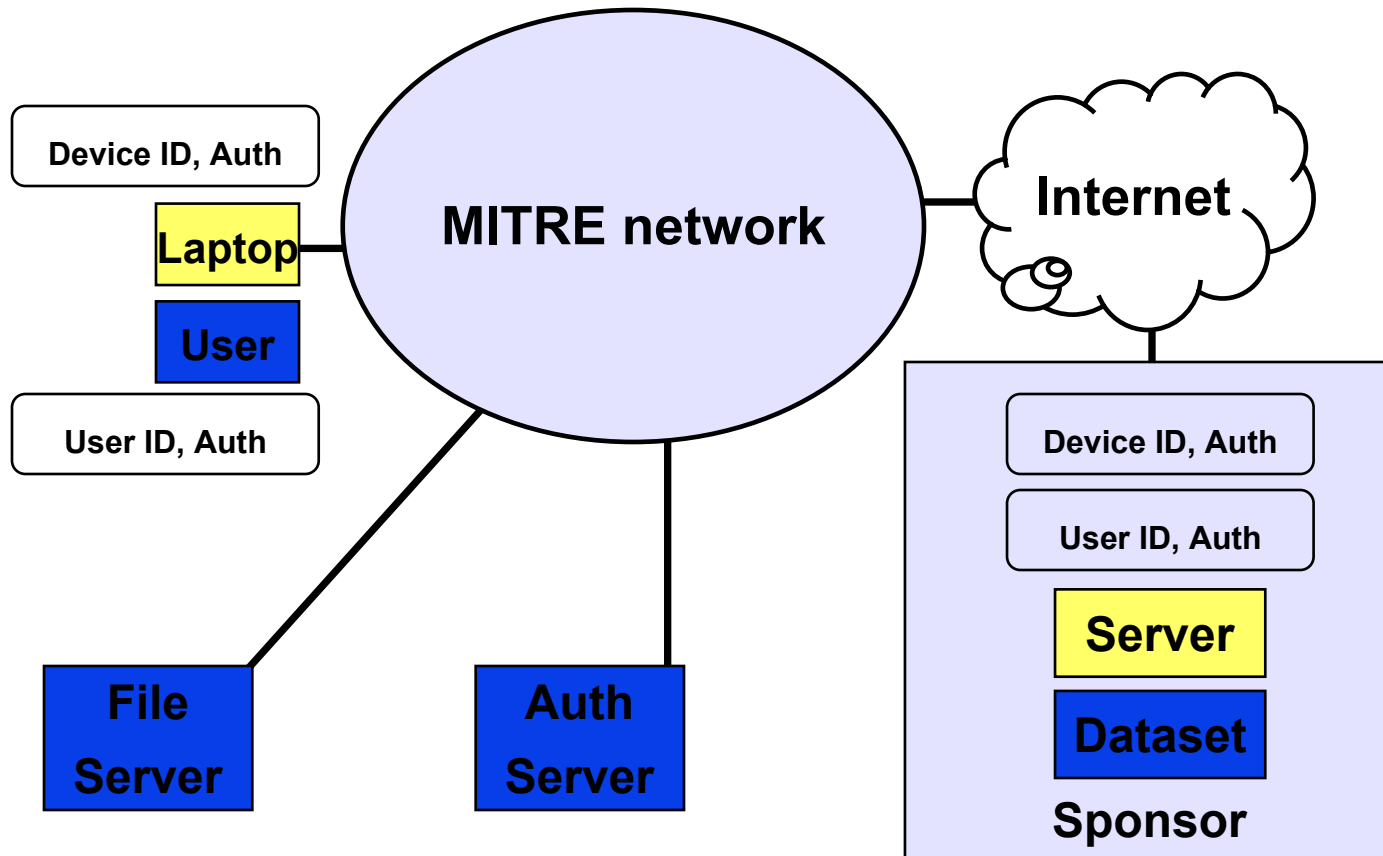 Device ID, Auth
Laptop
User
User ID, Auth
MITRE network
Internet
File
Server
Auth
Server
Device ID, Auth
User ID, Auth
Server
Dataset
Sponsor